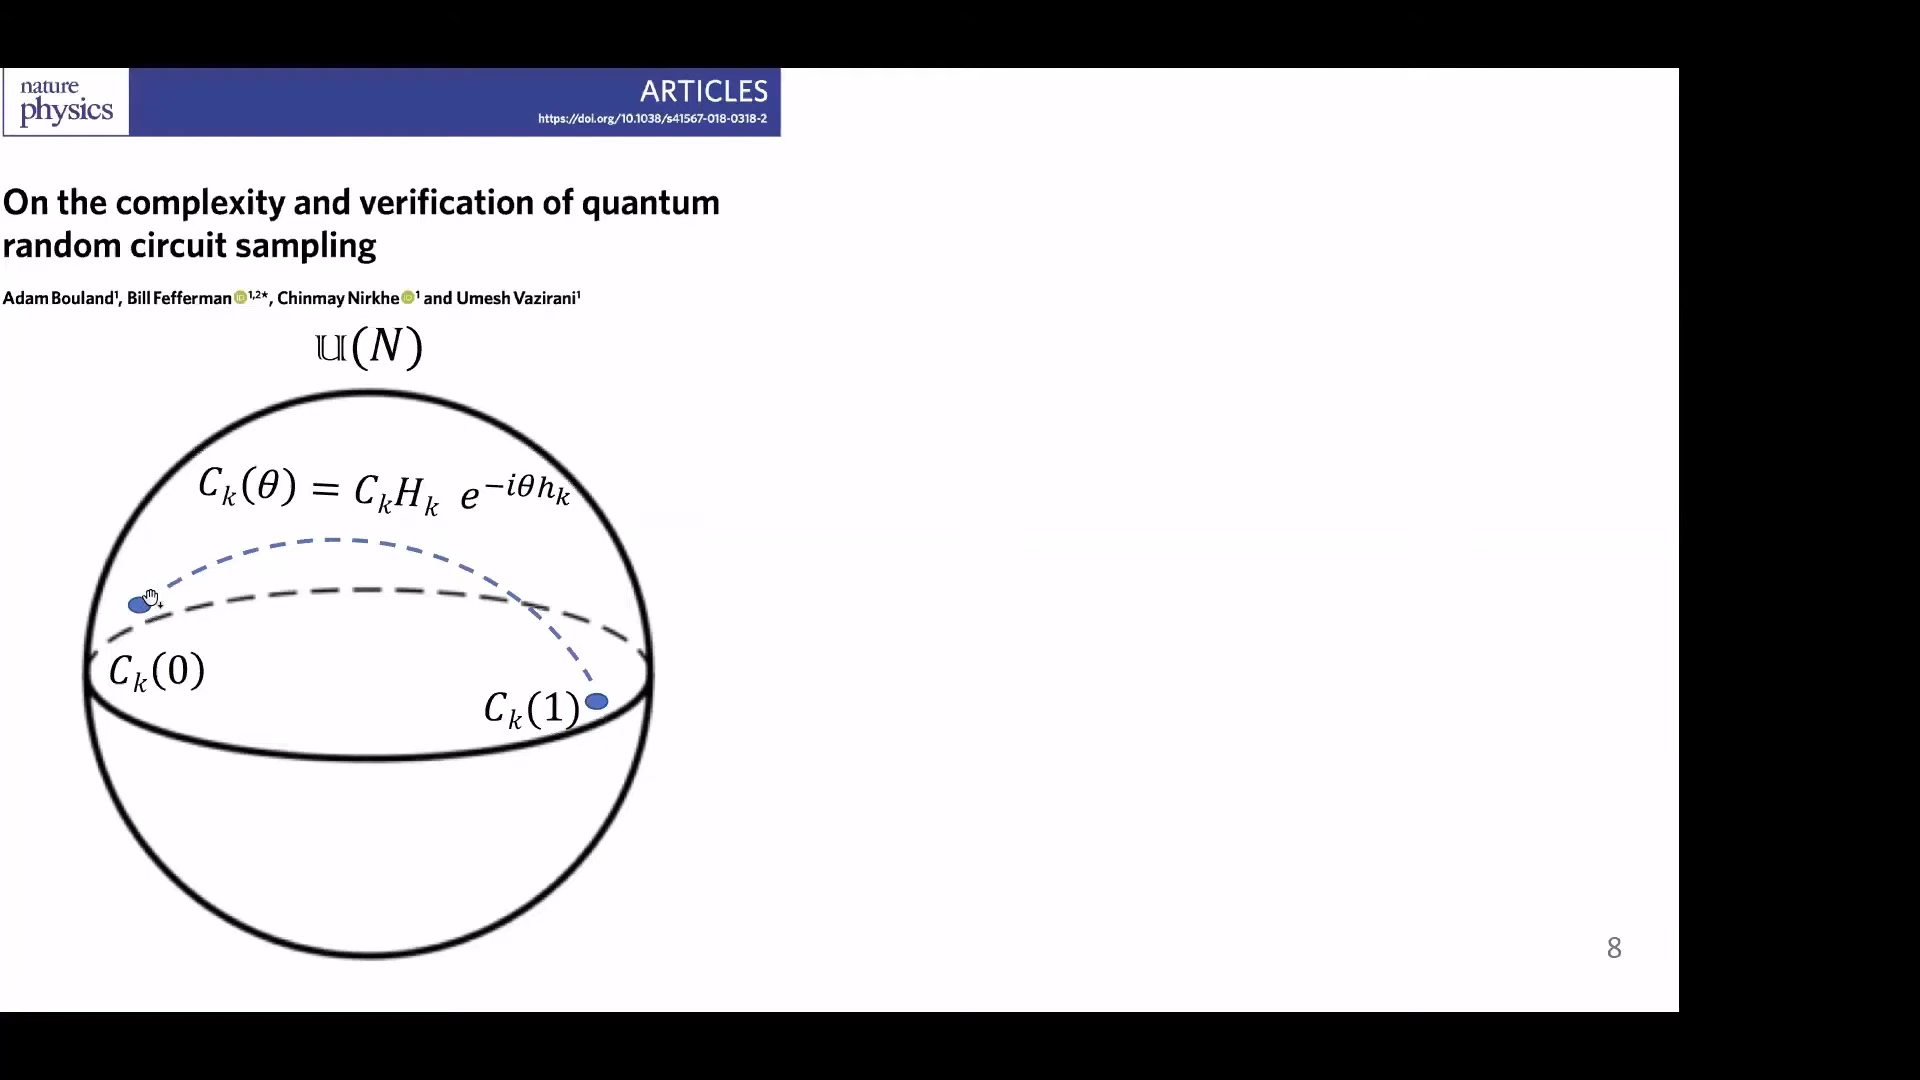 nature
physics
ARTICLES
https://doi.org/10.1038/s41567-018-0318-2
On the complexity and verification of quantum
random circuit sampling
Adam Bouland¹, Bill Fefferman ¹,²*, Chinmay Nirkhe ¹ and Umesh Vazirani¹
𝕌(N)
C_k(θ) = C_k H_k e^{−iθh_k}
C_k(0)
C_k(1)
8